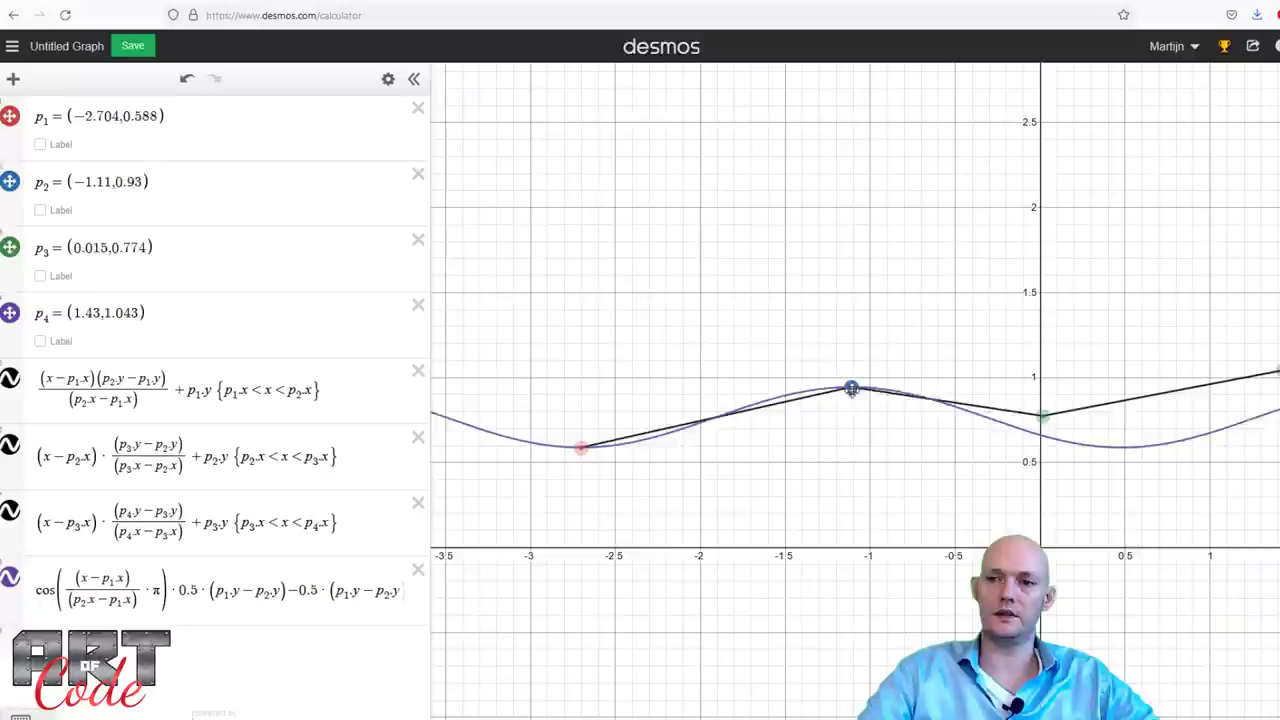 https://www.desmos.com/calculator
Untitled Graph
Save
desmos
Martijn
p₁ = (−2.704,0.588)
Label
p₂ = (−1.11,0.93)
Label
p₃ = (0.015,0.774)
Label
p₄ = (1.43,1.043)
Label
(x−p₁.x)(p₂.y−p₁.y)
(p₂.x−p₁.x)
+ p₁.y {p₁.x < x < p₂.x}
(x−p₂.x) · (p₃.y−p₂.y)
(p₃.x−p₂.x)
+ p₂.y {p₂.x < x < p₃.x}
(x−p₃.x) · (p₄.y−p₃.y)
(p₄.x−p₃.x)
+ p₃.y {p₃.x < x < p₄.x}
cos( (x−p₁.x)
(p₂.x−p₁.x)
· π) · 0.5 · (p₁.y−p₂.y)−0.5 · (p₁.y−p₂.y
powered by
ART
OF
Code
2.5
2
1.5
1
0.5
-3.5
-3
-2.5
-2
-1.5
-1
-0.5
0.5
1